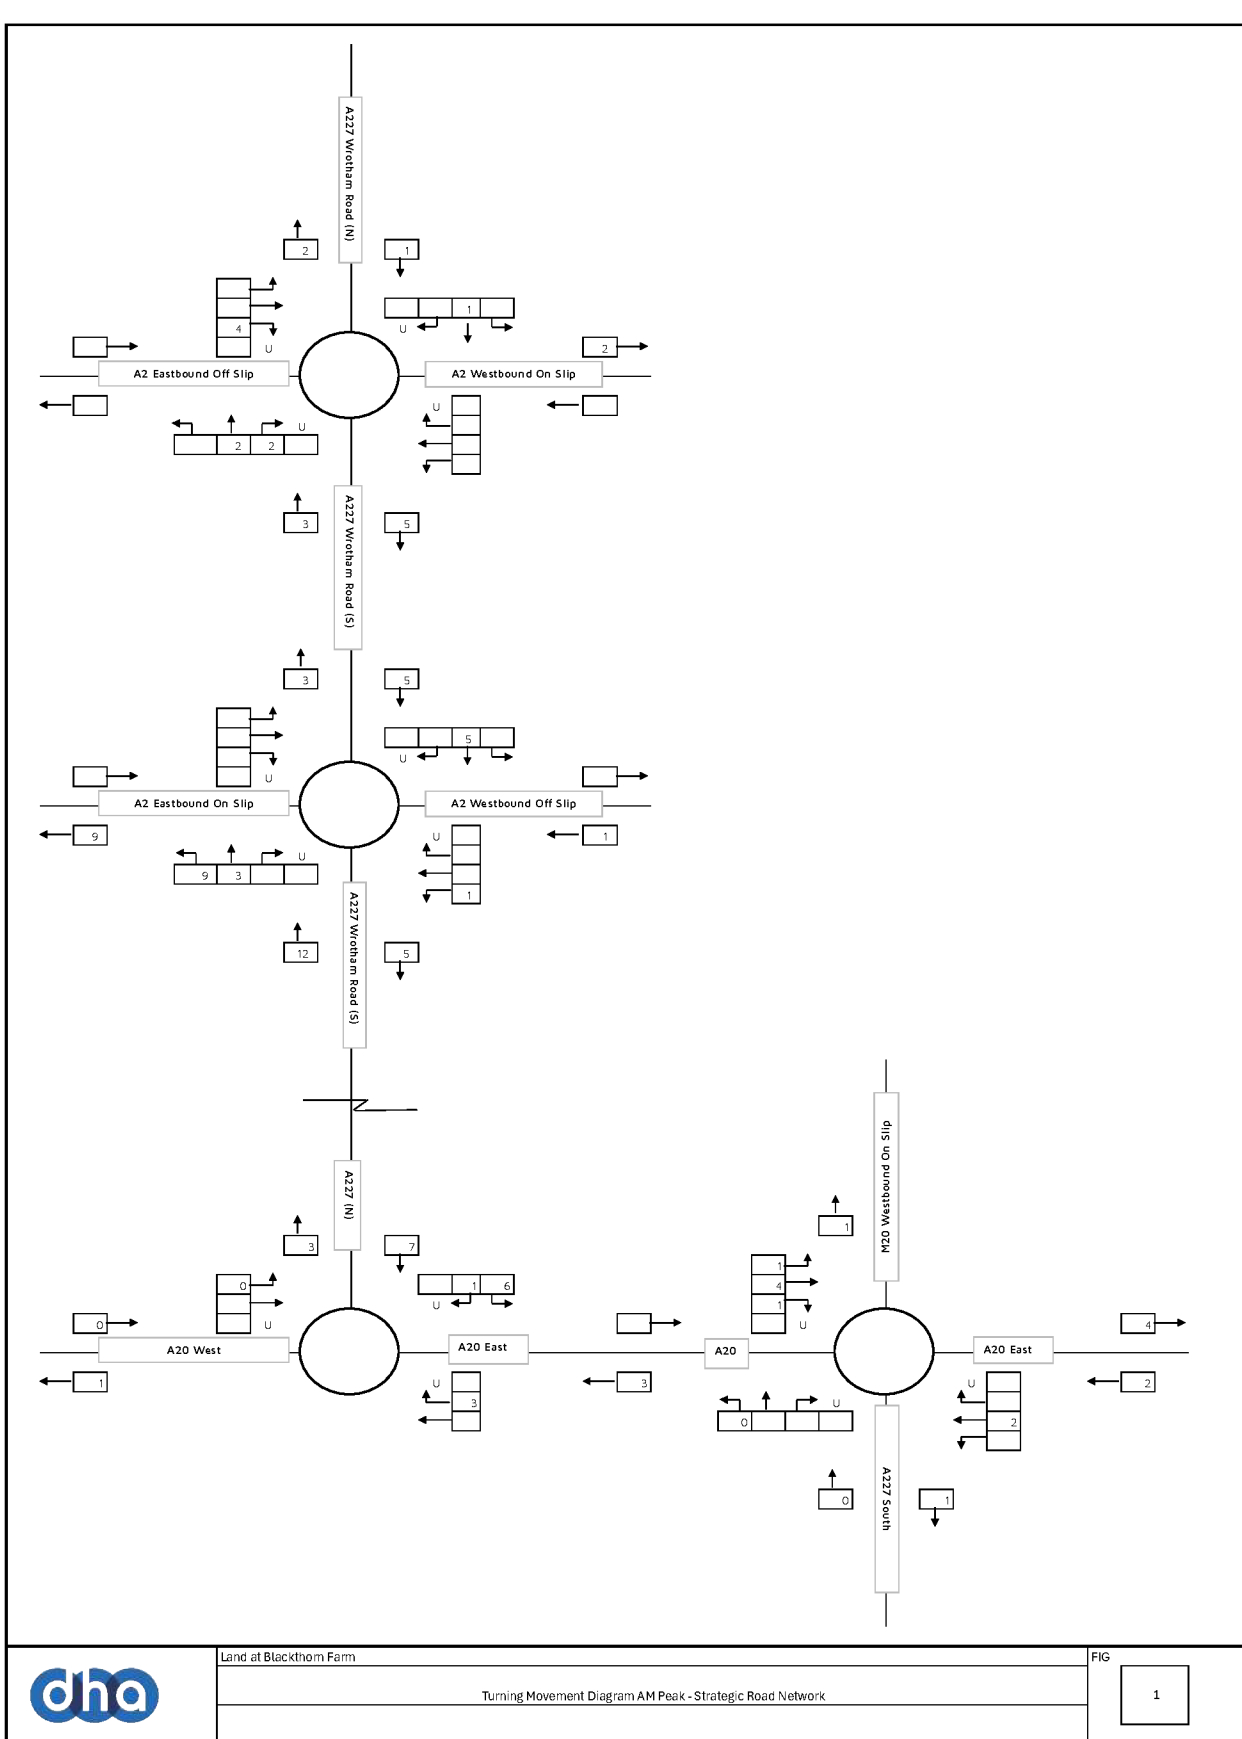 A227 Wrotham Road (N)
2
1
4
U
1
U
2
A2 Eastbound Off Slip
A2 Westbound On Slip
U
2
2
U
3
A227 Wrotham Road (S)
5
3
5
U
5
U
A2 Eastbound On Slip
A2 Westbound Off Slip
9
1
9
3
U
U
1
12
A227 Wrotham Road (S)
5
A227 (N)
3
7
0
U
1
6
U
0
A20 West
A20 East
1
3
U
3
M20 Westbound On Slip
1
1
4
1
U
4
A20
A20 East
2
0
U
U
2
0
A227 South
1
dha
Land at Blackthorn Farm
FIG
Turning Movement Diagram AM Peak - Strategic Road Network
1